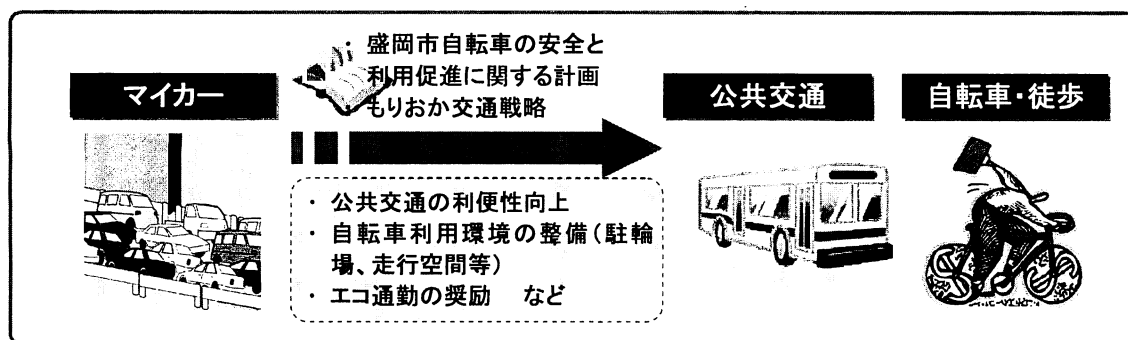 マイカー
・ 盛岡市自転車の安全と
利用促進に関する計画
・ もりおか交通戦略
・ 公共交通の利便性向上
・ 自転車利用環境の整備（駐輪
場、走行空間等）
・ エコ通勤の奨励　など
公共交通
自転車・徒歩